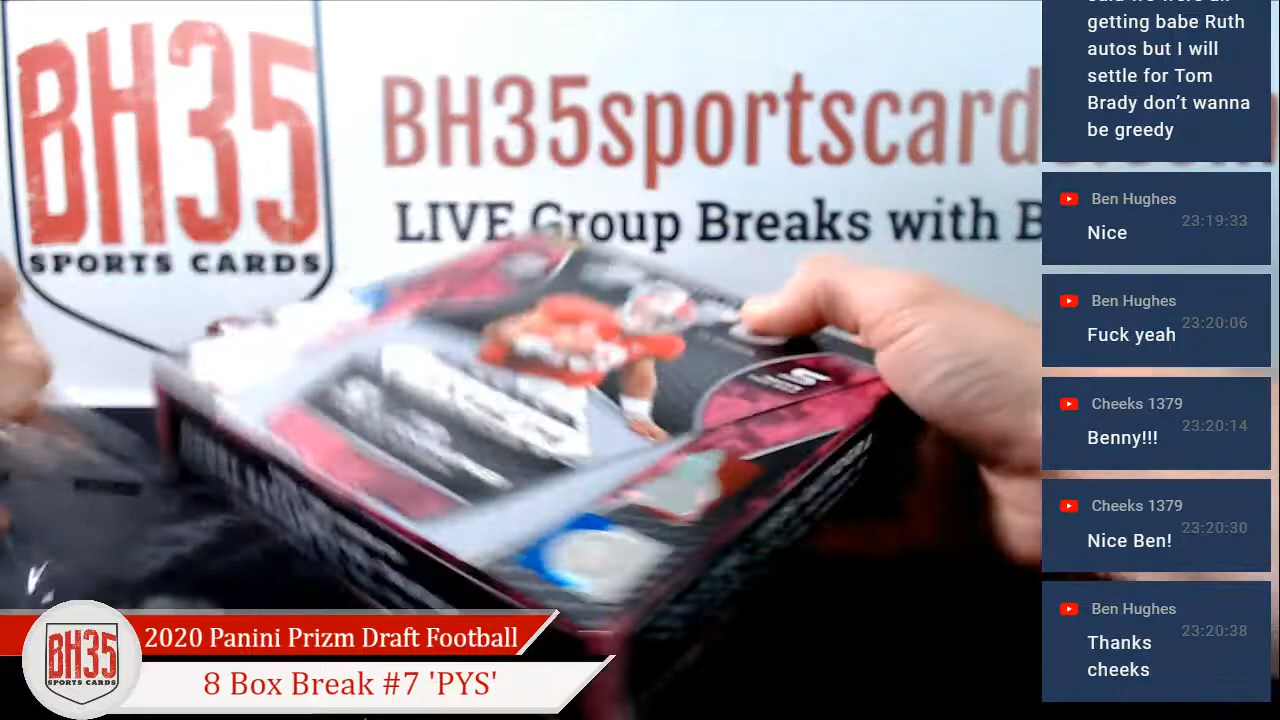 BH35
SPORTS CARDS
BH35sportscard
LIVE Group Breaks with B
getting babe Ruth
autos but I will
settle for Tom
Brady don’t wanna
be greedy
Ben Hughes
23:19:33
Nice
Ben Hughes
23:20:06
Fuck yeah
Cheeks 1379
23:20:14
Benny!!!
Cheeks 1379
23:20:30
Nice Ben!
Ben Hughes
23:20:38
Thanks
cheeks
BH35
SPORTS CARDS
2020 Panini Prizm Draft Football
8 Box Break #7 'PYS'